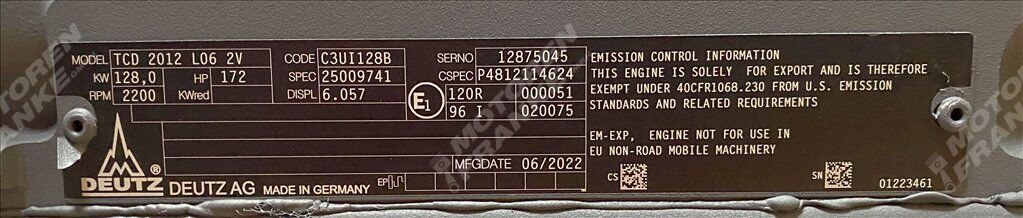 MODEL TCD 2012 L06 2V CODE C3UI128B SERNO 12875045
KW 128,0 HP 172 SPEC 25009741 CSPEC P4812114624
RPM 2200 KWred DISPL 6.057 E1 120R 000051
96 I 020075
EMISSION CONTROL INFORMATION
THIS ENGINE IS SOLELY FOR EXPORT AND IS THEREFORE
EXEMPT UNDER 40CFR1068.230 FROM U.S. EMISSION
STANDARDS AND RELATED REQUIREMENTS
EM-EXP, ENGINE NOT FOR USE IN
EU NON-ROAD MOBILE MACHINERY
MFGDATE 06/2022
DEUTZ DEUTZ AG MADE IN GERMANY EP
CS SN 01223461
MOTOREN
FRANKE